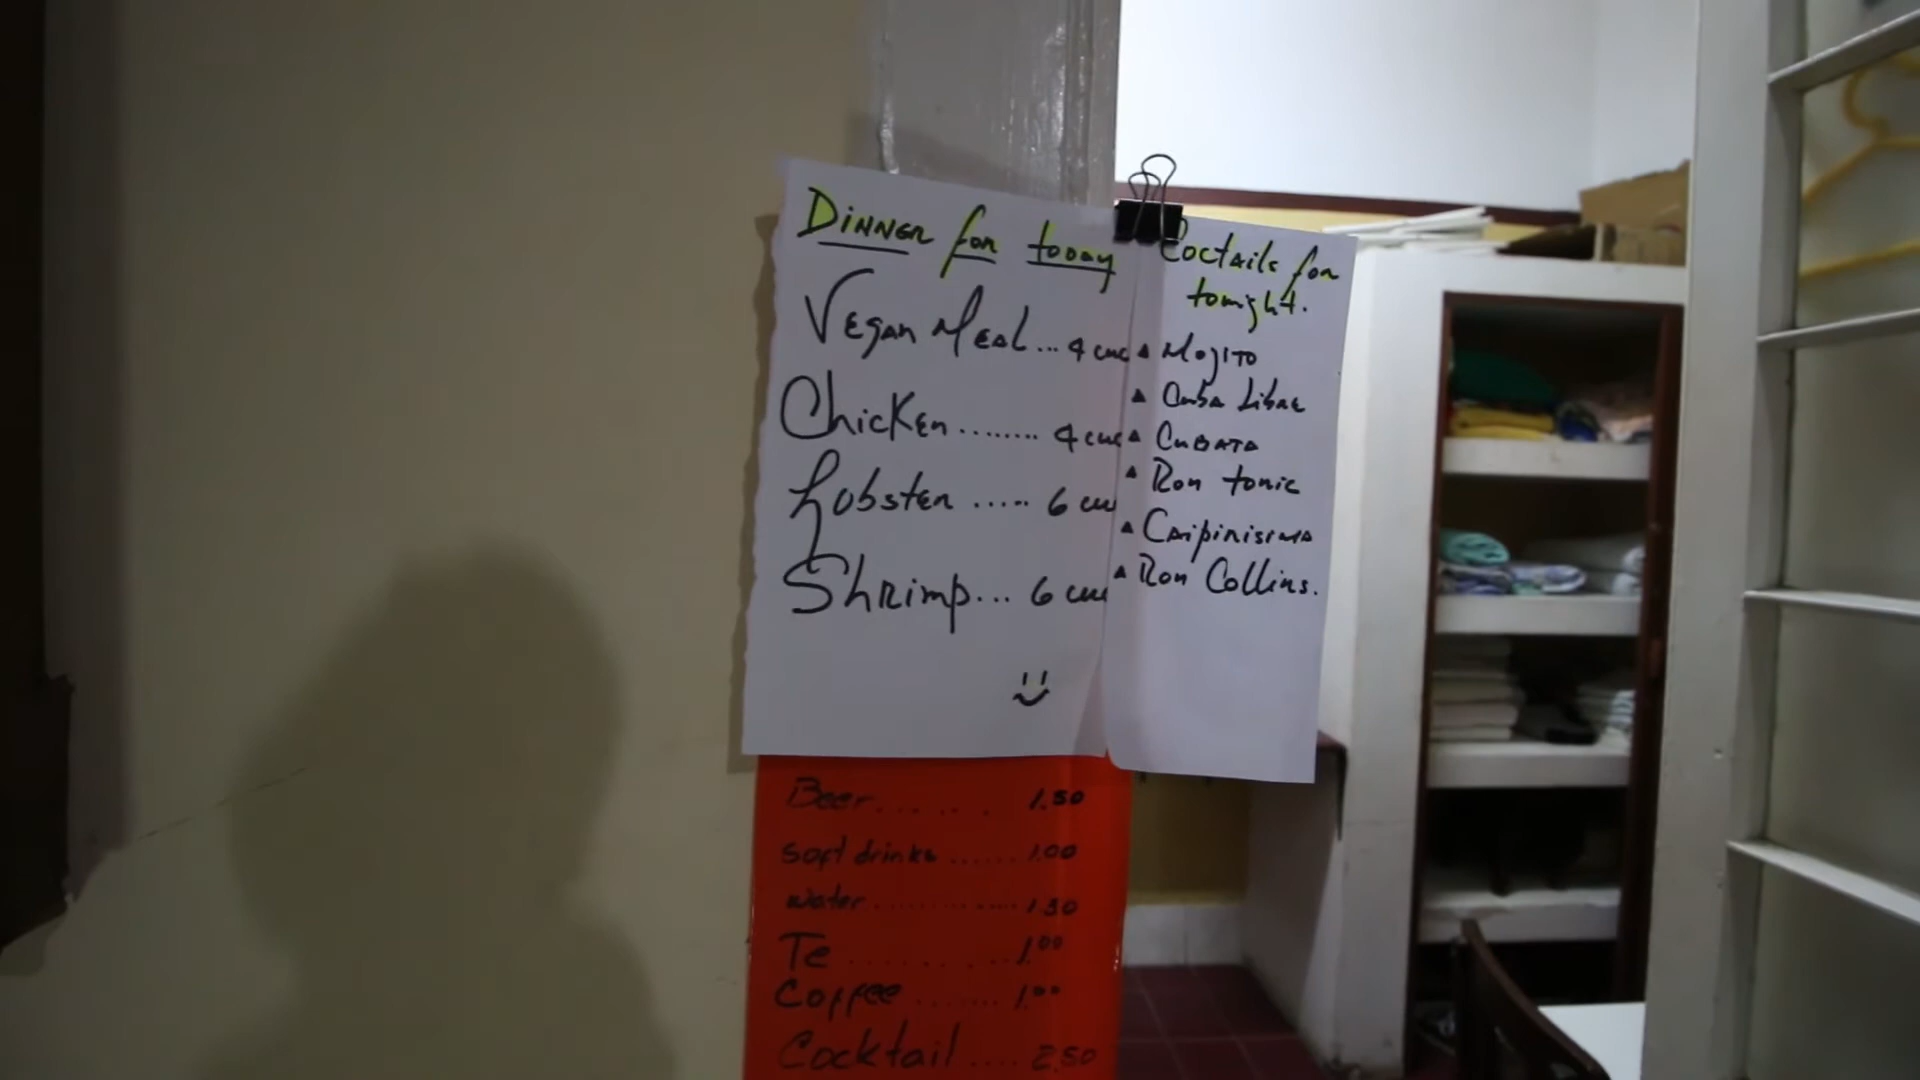 Dinner for today
Vegan Meal... 4 cuc
Chicken........ 4 cuc
Lobster ..... 6 cu
Shrimp... 6 cuc
Coctails for
tonight.
Mojito
Cuba Libre
Cubata
Ron tonic
Caipirisima
Ron Collins.
Beer...... 1.50
Soft drinks...... 1.00
Water............. 1.50
Te .......... 1.00
Coffee ....... 1.00
Cocktail .... 2.50